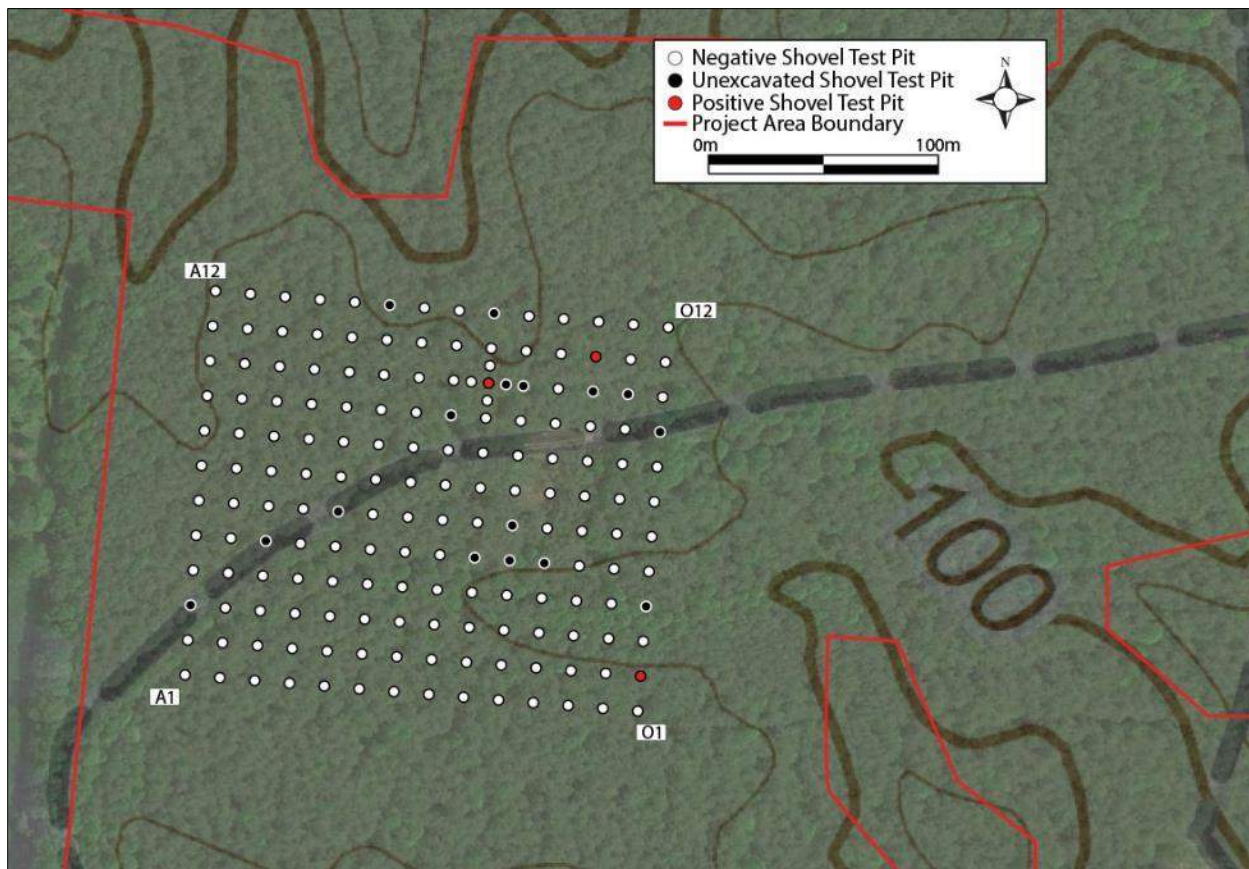 N
Negative Shovel Test Pit
Unexcavated Shovel Test Pit
Positive Shovel Test Pit
Project Area Boundary
0m 100m
A12
O12
100
A1
O1